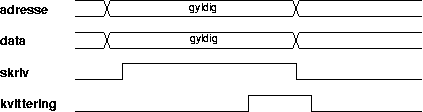 adresse gyldig
data gyldig
skriv
kvittering